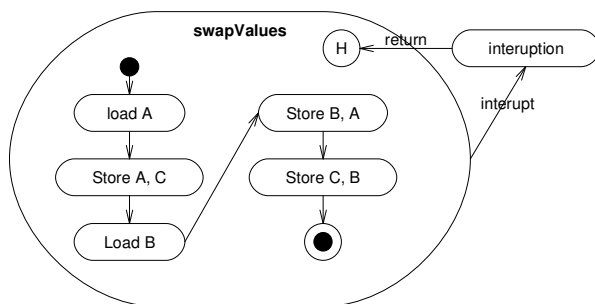 swapValues
H
return
interuption
interupt
load A
Store B, A
Store A, C
Store C, B
Load B